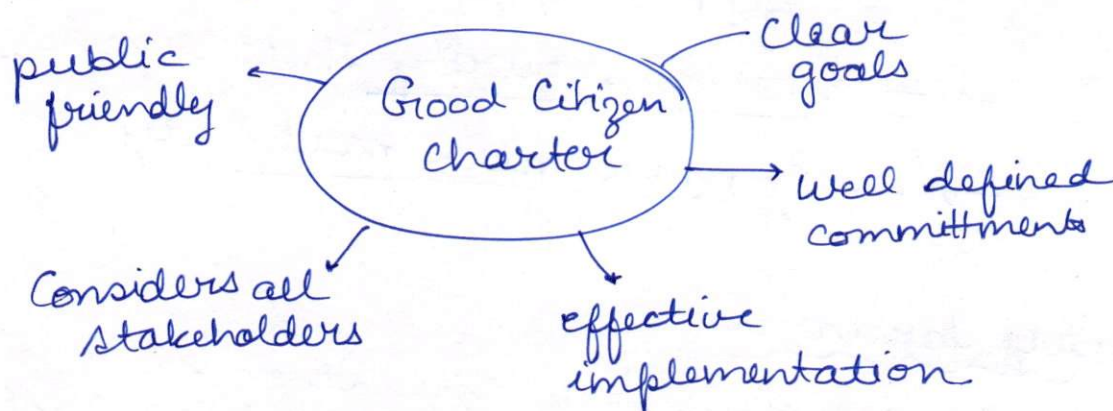 public
friendly
Good Citizen
Charter
Clear
goals
well defined
committments
Considers all
stakeholders
effective
implementation